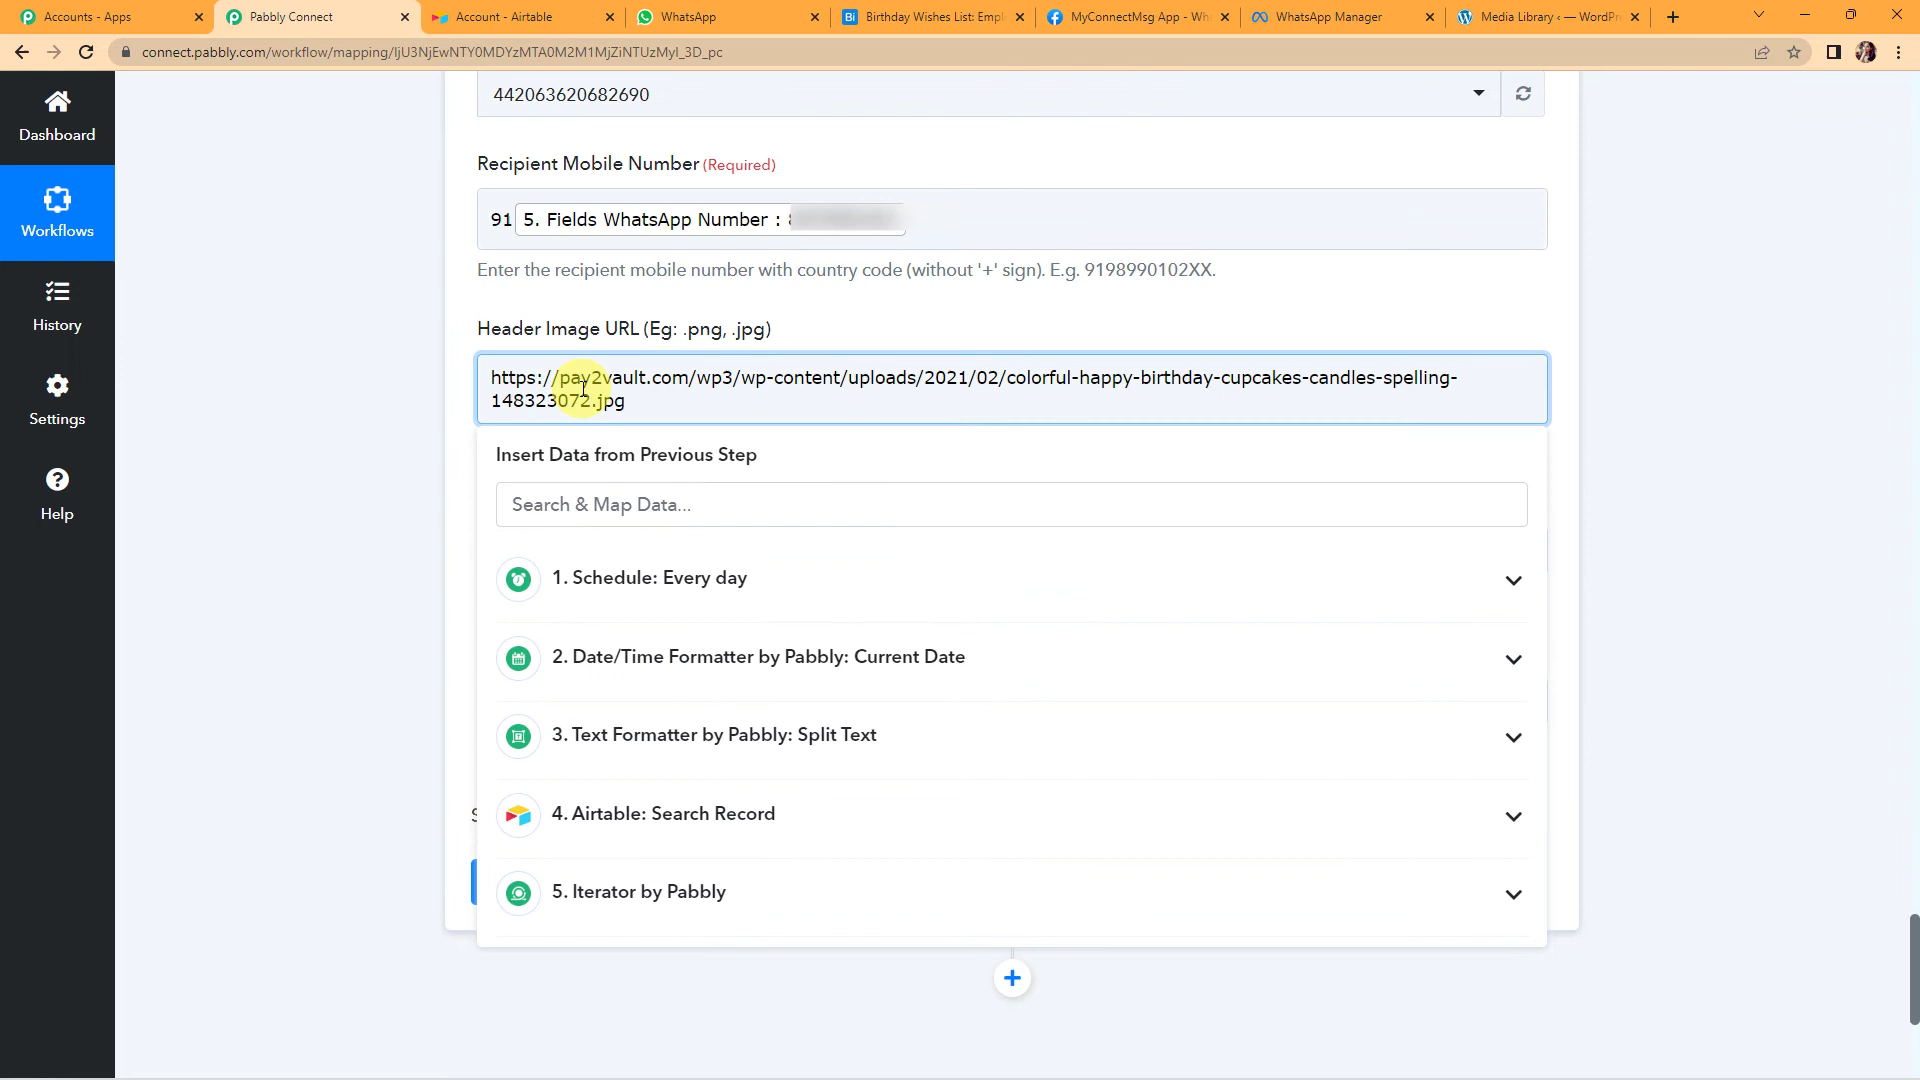 Accounts - Apps
Pabbly Connect
Account - Airtable
WhatsApp
Birthday Wishes List: Empl
MyConnectMsg App - Wh
WhatsApp Manager
Media Library ‹ — WordPr
connect.pabbly.com/workflow/mapping/IjU3NjEwNTY0MDYzMTA0M2M1MjZiNTUzMyI_3D_pc
Dashboard
Workflows
History
Settings
Help
442063620682690
Recipient Mobile Number (Required)
91 5. Fields WhatsApp Number :
Enter the recipient mobile number with country code (without '+' sign). E.g. 9198990102XX.
Header Image URL (Eg: .png, .jpg)
https://pay2vault.com/wp3/wp-content/uploads/2021/02/colorful-happy-birthday-cupcakes-candles-spelling-
148323072.jpg
Insert Data from Previous Step
Search & Map Data...
1. Schedule: Every day
2. Date/Time Formatter by Pabbly: Current Date
3. Text Formatter by Pabbly: Split Text
4. Airtable: Search Record
5. Iterator by Pabbly